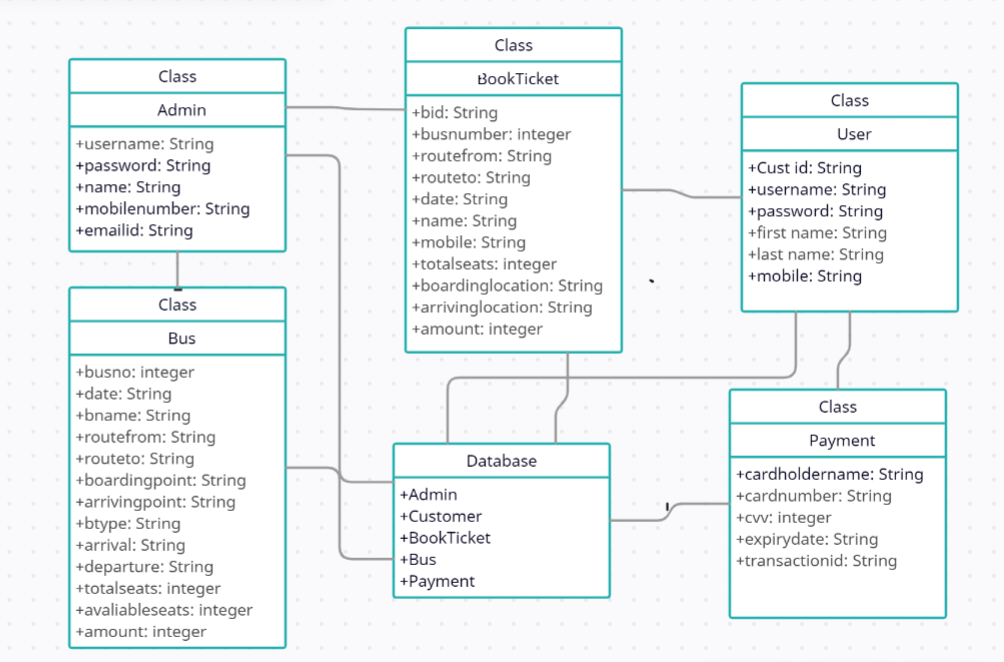 Class
Admin
+username: String
+password: String
+name: String
+mobilenumber: String
+emailid: String
Class
BookTicket
+bid: String
+busnumber: integer
+routefrom: String
+routeto: String
+date: String
+name: String
+mobile: String
+totalseats: integer
+boardinglocation: String
+arrivinglocation: String
+amount: integer
Class
User
+Cust id: String
+username: String
+password: String
+first name: String
+last name: String
+mobile: String
Class
Bus
+busno: integer
+date: String
+bname: String
+routefrom: String
+routeto: String
+boardingpoint: String
+arrivingpoint: String
+btype: String
+arrival: String
+departure: String
+totalseats: integer
+avaliableseats: integer
+amount: integer
Database
+Admin
+Customer
+BookTicket
+Bus
+Payment
Class
Payment
+cardholdername: String
+cardnumber: String
+cvv: integer
+expirydate: String
+transactionid: String